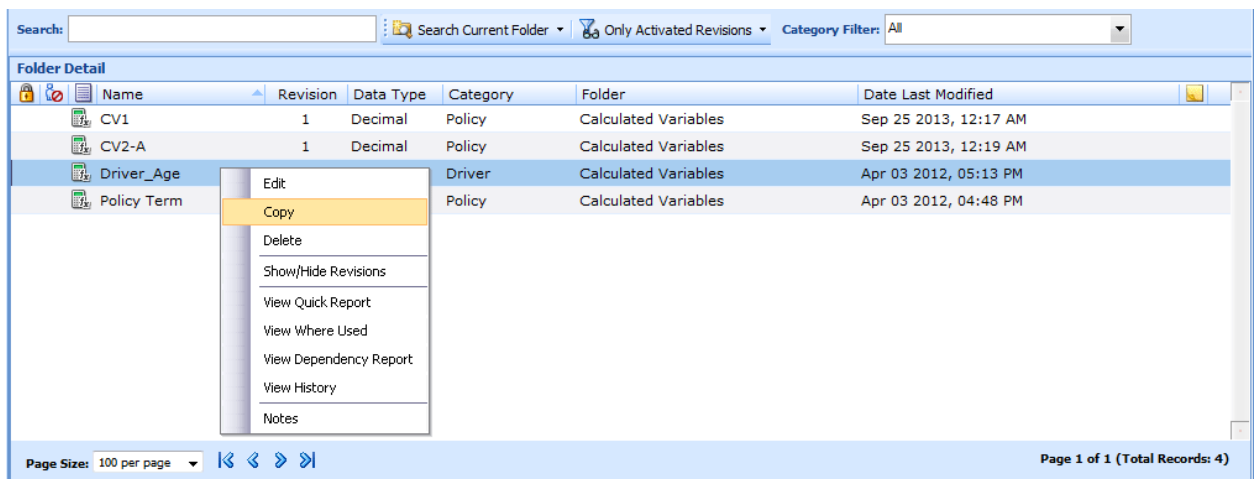 Search: Search Current Folder Only Activated Revisions Category Filter: All
Folder Detail
Name Revision Data Type Category Folder Date Last Modified
CV1 1 Decimal Policy Calculated Variables Sep 25 2013, 12:17 AM
CV2-A 1 Decimal Policy Calculated Variables Sep 25 2013, 12:19 AM
Driver_Age Driver Calculated Variables Apr 03 2012, 05:13 PM
Policy Term Policy Calculated Variables Apr 03 2012, 04:48 PM
Edit
Copy
Delete
Show/Hide Revisions
View Quick Report
View Where Used
View Dependency Report
View History
Notes
Page Size: 100 per page Page 1 of 1 (Total Records: 4)